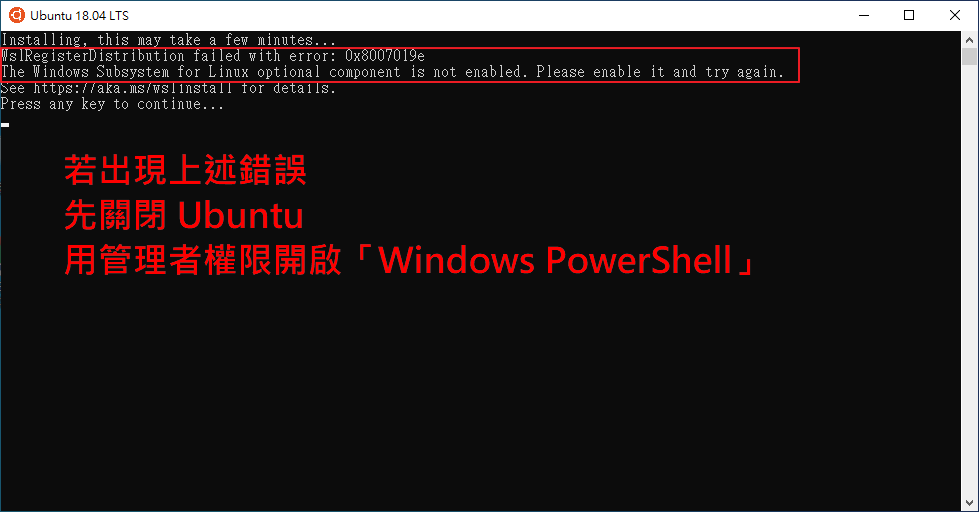 Ubuntu 18.04 LTS
Installing, this may take a few minutes...
WslRegisterDistribution failed with error: 0x8007019e
The Windows Subsystem for Linux optional component is not enabled. Please enable it and try again.
See https://aka.ms/wslinstall for details.
Press any key to continue...
若出現上述錯誤
先關閉 Ubuntu
用管理者權限開啟「Windows PowerShell」